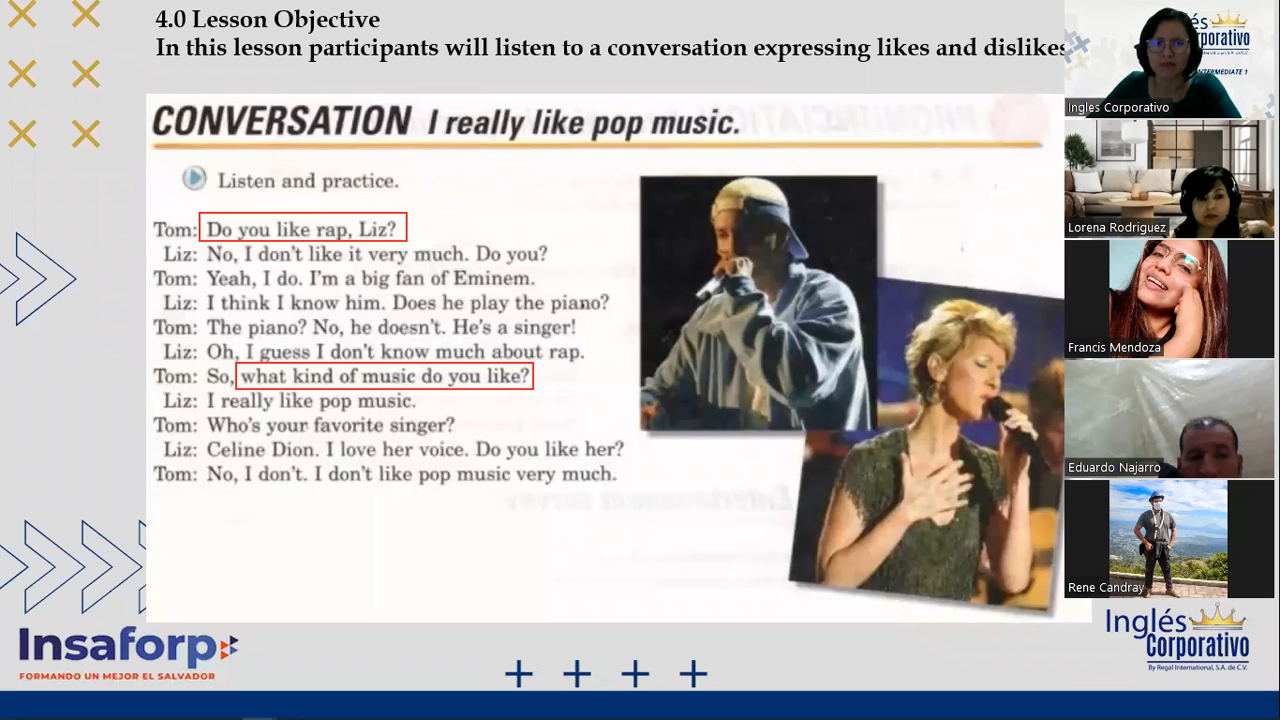 4.0 Lesson Objective
In this lesson participants will listen to a conversation expressing likes and dislikes
CONVERSATION I really like pop music.
Listen and practice.
Tom: Do you like rap, Liz?
Liz: No, I don't like it very much. Do you?
Tom: Yeah, I do. I'm a big fan of Eminem.
Liz: I think I know him. Does he play the piano?
Tom: The piano? No, he doesn't. He's a singer!
Liz: Oh, I guess I don't know much about rap.
Tom: So, what kind of music do you like?
Liz: I really like pop music.
Tom: Who's your favorite singer?
Liz: Celine Dion. I love her voice. Do you like her?
Tom: No, I don't. I don't like pop music very much.
Insaforp
FORMANDO UN MEJOR EL SALVADOR
Ingles Corporativo
Lorena Rodriguez
Francis Mendoza
Eduardo Najarro
Rene Candray
Inglés
Corporativo
By Regal International, S.A. de C.V.